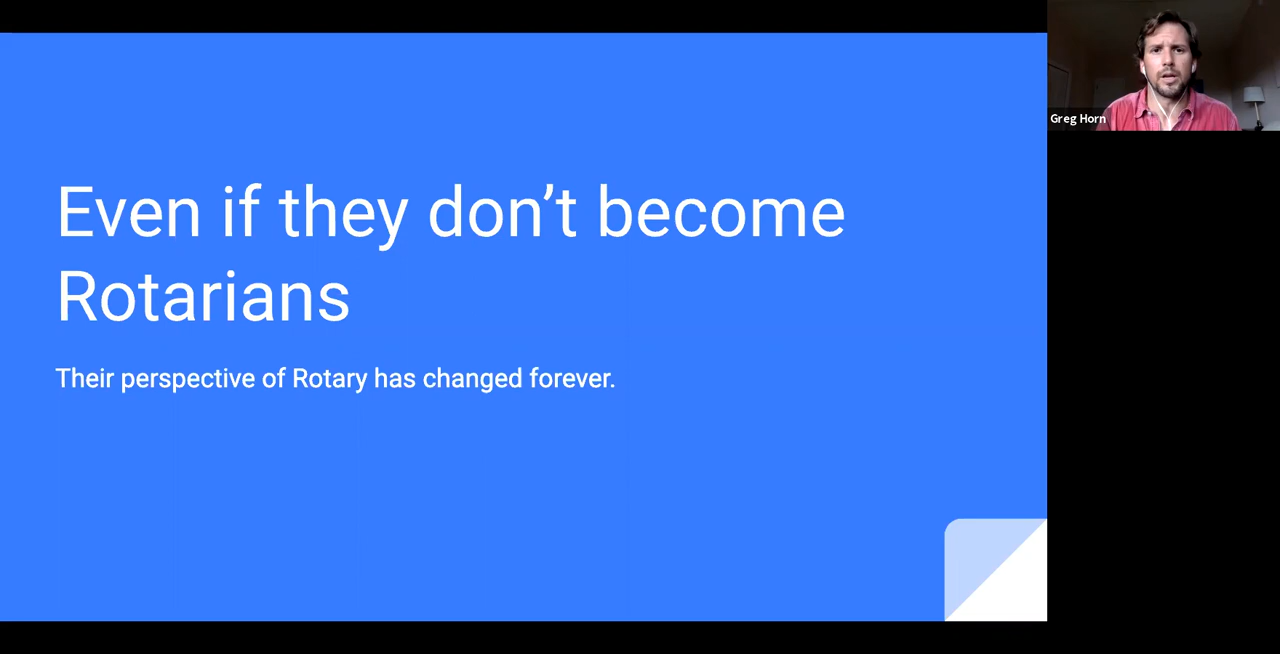 Even if they don’t become
Rotarians
Their perspective of Rotary has changed forever.
Greg Horn